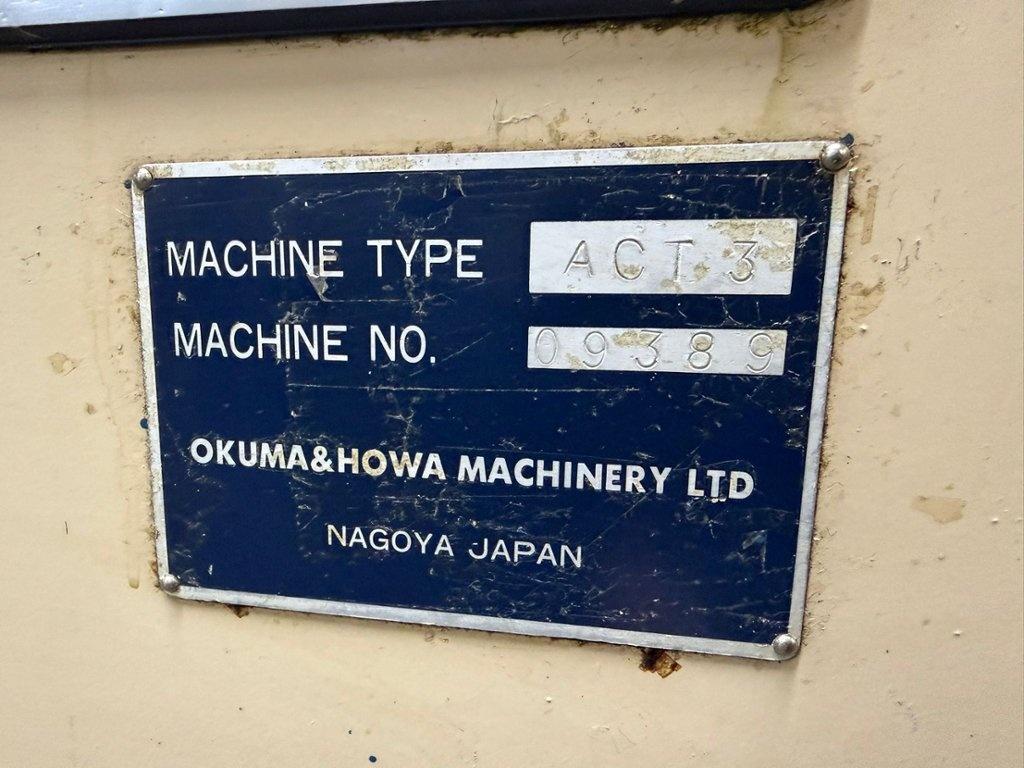 MACHINE TYPE ACT 3
MACHINE NO. 09389
OKUMA&HOWA MACHINERY LTD
NAGOYA JAPAN